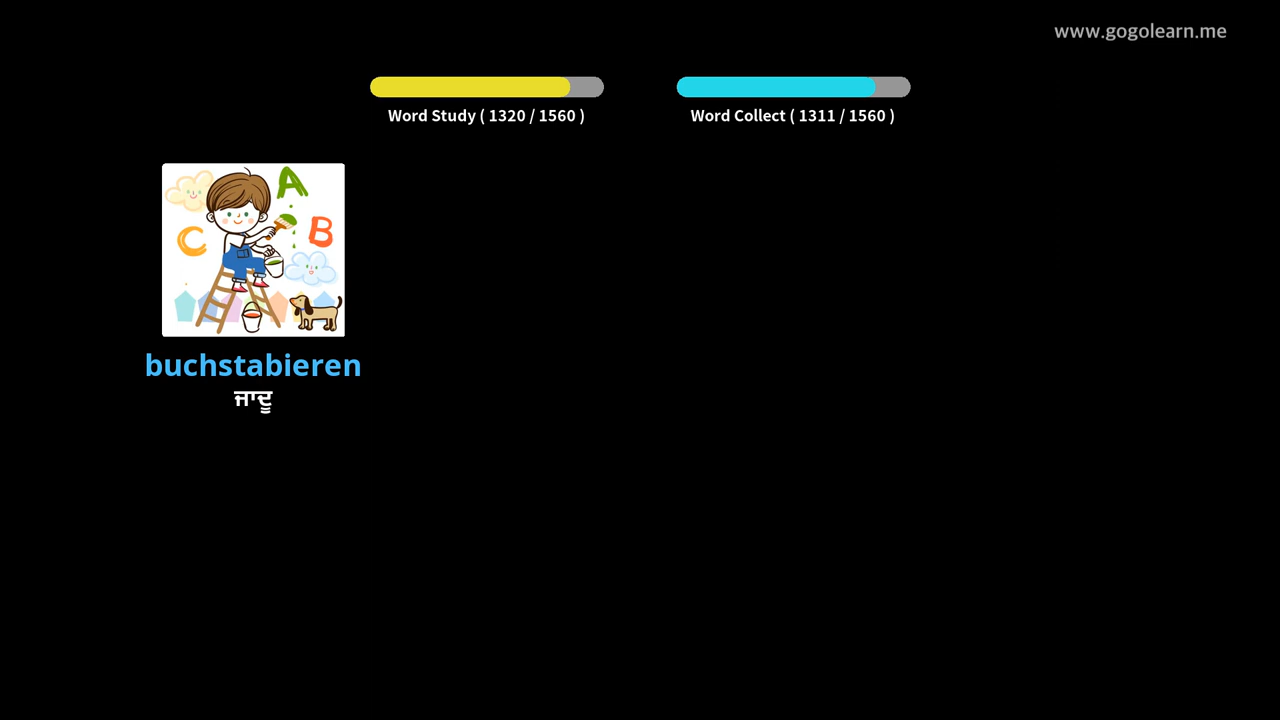 www.gogolearn.me
Word Study ( 1320 / 1560 )
Word Collect ( 1311 / 1560 )
A
B
C
buchstabieren
ਜਾਦੂ